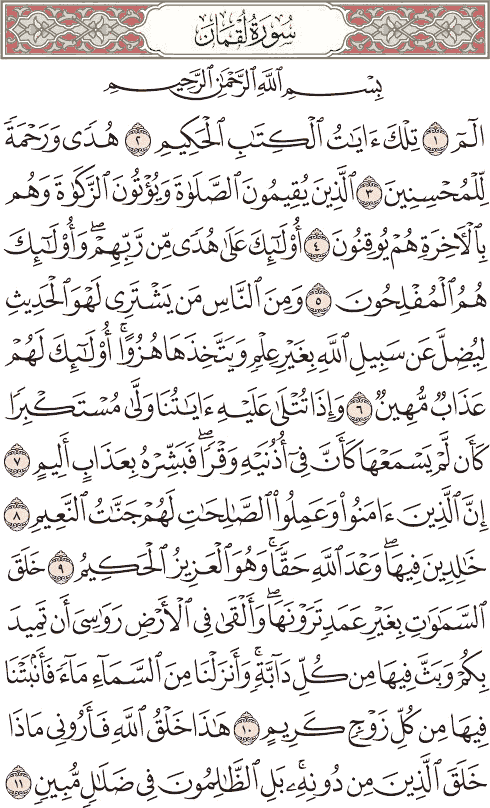 سُورَةُ لُقْمَان
بِسْمِ ٱللَّهِ ٱلرَّحْمَٰنِ ٱلرَّحِيمِ
الٓمٓ ١ تِلْكَ ءَايَاتُ ٱلْكِتَابِ ٱلْحَكِيمِ ٢ هُدًى وَرَحْمَةً
لِّلْمُحْسِنِينَ ٣ ٱلَّذِينَ يُقِيمُونَ ٱلصَّلَوٰةَ وَيُؤْتُونَ ٱلزَّكَوٰةَ وَهُم
بِٱلْأَخِرَةِ هُمْ يُوقِنُونَ ٤ أُوْلَٰٓئِكَ عَلَىٰ هُدًى مِّن رَّبِّهِمْ ۖ وَأُوْلَٰٓئِكَ
هُمُ ٱلْمُفْلِحُونَ ٥ وَمِنَ ٱلنَّاسِ مَن يَشْتَرِى لَهْوَ ٱلْحَدِيثِ
لِيُضِلَّ عَن سَبِيلِ ٱللَّهِ بِغَيْرِ عِلْمٍ وَيَتَّخِذَهَا هُزُوًا ۚ أُوْلَٰٓئِكَ لَهُمْ
عَذَابٌ مُّهِينٌ ٦ وَإِذَا تُتْلَىٰ عَلَيْهِ ءَايَاتُنَا وَلَّىٰ مُسْتَكْبِرًا
كَأَن لَّمْ يَسْمَعْهَا كَأَنَّ فِىٓ أُذُنَيْهِ وَقْرًا ۖ فَبَشِّرْهُ بِعَذَابٍ أَلِيمٍ ٧
إِنَّ ٱلَّذِينَ ءَامَنُوا۟ وَعَمِلُوا۟ ٱلصَّٰلِحَٰتِ لَهُمْ جَنَّٰتُ ٱلنَّعِيمِ ٨
خَٰلِدِينَ فِيهَا ۖ وَعْدَ ٱللَّهِ حَقًّا ۚ وَهُوَ ٱلْعَزِيزُ ٱلْحَكِيمُ ٩ خَلَقَ
ٱلسَّمَٰوَٰتِ بِغَيْرِ عَمَدٍ تَرَوْنَهَا ۖ وَأَلْقَىٰ فِى ٱلْأَرْضِ رَوَٰسِىَ أَن تَمِيدَ
بِكُمْ وَبَثَّ فِيهَا مِن كُلِّ دَآبَّةٍ ۚ وَأَنزَلْنَا مِنَ ٱلسَّمَآءِ مَآءً فَأَنۢبَتْنَا
فِيهَا مِن كُلِّ زَوْجٍ كَرِيمٍ ١٠ هَٰذَا خَلْقُ ٱللَّهِ فَأَرُونِى مَاذَا
خَلَقَ ٱلَّذِينَ مِن دُونِهِۦ ۚ بَلِ ٱلظَّٰلِمُونَ فِى ضَلَٰلٍ مُّبِينٍ ١١